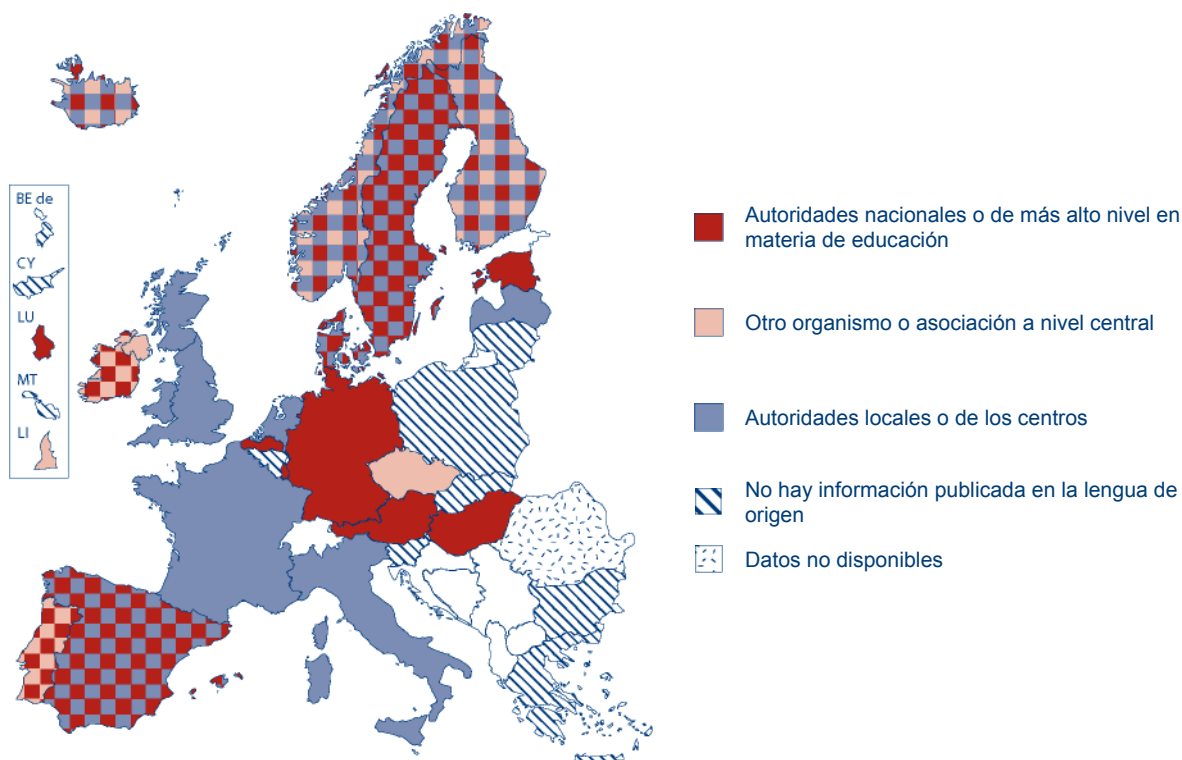 BE de
CY
LU
MT
LI
Autoridades nacionales o de más alto nivel en
materia de educación
Otro organismo o asociación a nivel central
Autoridades locales o de los centros
No hay información publicada en la lengua de
origen
Datos no disponibles